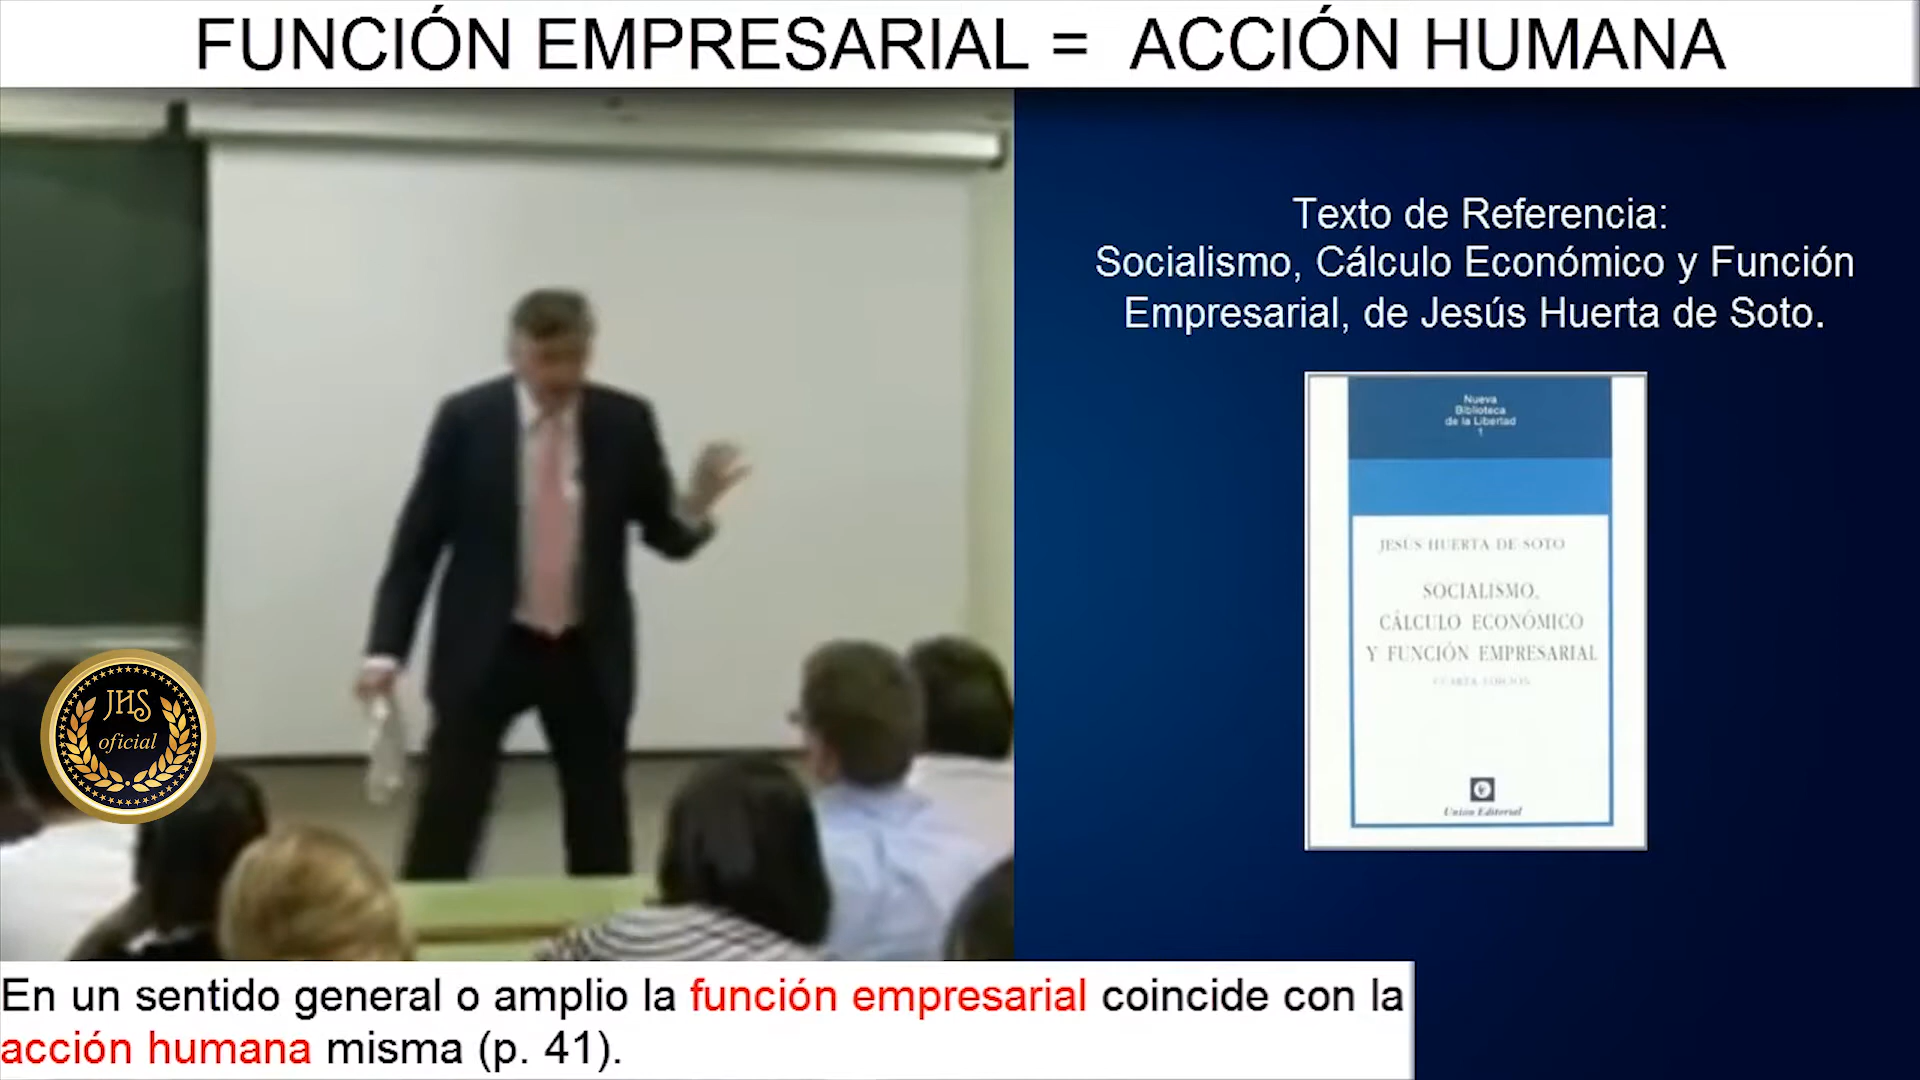 FUNCIÓN EMPRESARIAL = ACCIÓN HUMANA
Texto de Referencia:
Socialismo, Cálculo Económico y Función
Empresarial, de Jesús Huerta de Soto.
Nueva
Biblioteca
de la Libertad
1
JESÚS HUERTA DE SOTO
SOCIALISMO,
CÁLCULO ECONÓMICO
Y FUNCIÓN EMPRESARIAL
CUARTA EDICIÓN
Unión Editorial
JHS
oficial
En un sentido general o amplio la función empresarial coincide con la
acción humana misma (p. 41).